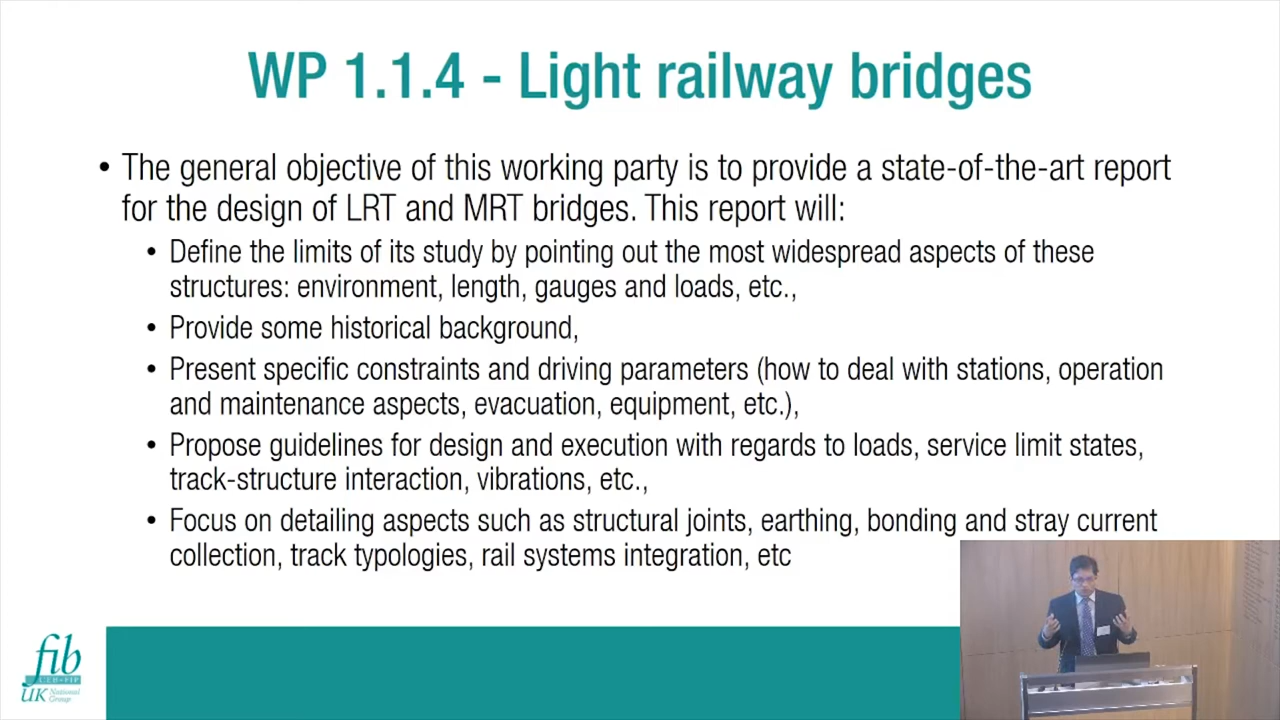 WP 1.1.4 - Light railway bridges
• The general objective of this working party is to provide a state-of-the-art report
for the design of LRT and MRT bridges. This report will:
• Define the limits of its study by pointing out the most widespread aspects of these
structures: environment, length, gauges and loads, etc.,
• Provide some historical background,
• Present specific constraints and driving parameters (how to deal with stations, operation
and maintenance aspects, evacuation, equipment, etc.),
• Propose guidelines for design and execution with regards to loads, service limit states,
track-structure interaction, vibrations, etc.,
• Focus on detailing aspects such as structural joints, earthing, bonding and stray current
collection, track typologies, rail systems integration, etc
fib
CEB-FIP
UK National
Group